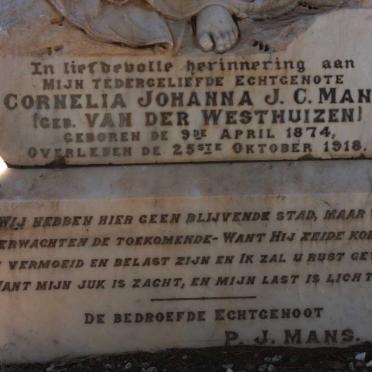 In liefdevolle herinnering aan
Mijn tedergeliefde Echtgenote
Cornelia Johanna J. C. Mans
(geb. van der Westhuizen)
Geboren de 9de April 1874,
Overleden de 25ste Oktober 1918.
Wij hebben hier geen blijvende stad, maar
verwachten de toekomende- Want Hij zeide
vermoeid en belast zijn en Ik zal u rust
want mijn juk is zacht, en mijn last is licht
De bedroefde Echtgenoot
P. J. Mans.